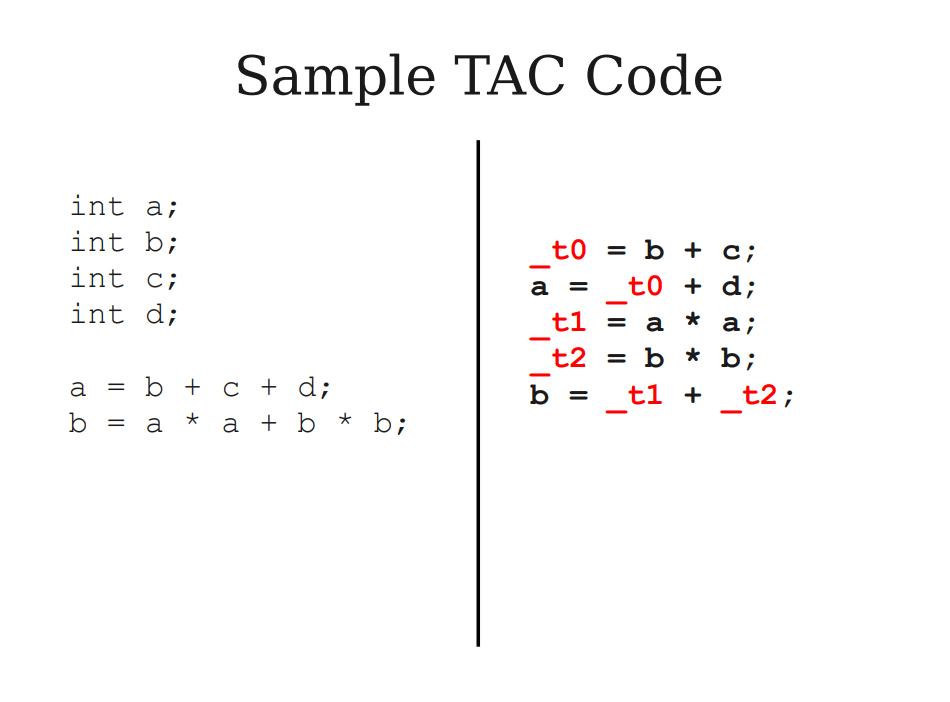 Sample TAC Code
int a;
int b;
int c;
int d;
a = b + c + d;
b = a * a + b * b;
_t0 = b + c;
a = _t0 + d;
_t1 = a * a;
_t2 = b * b;
b = _t1 + _t2;